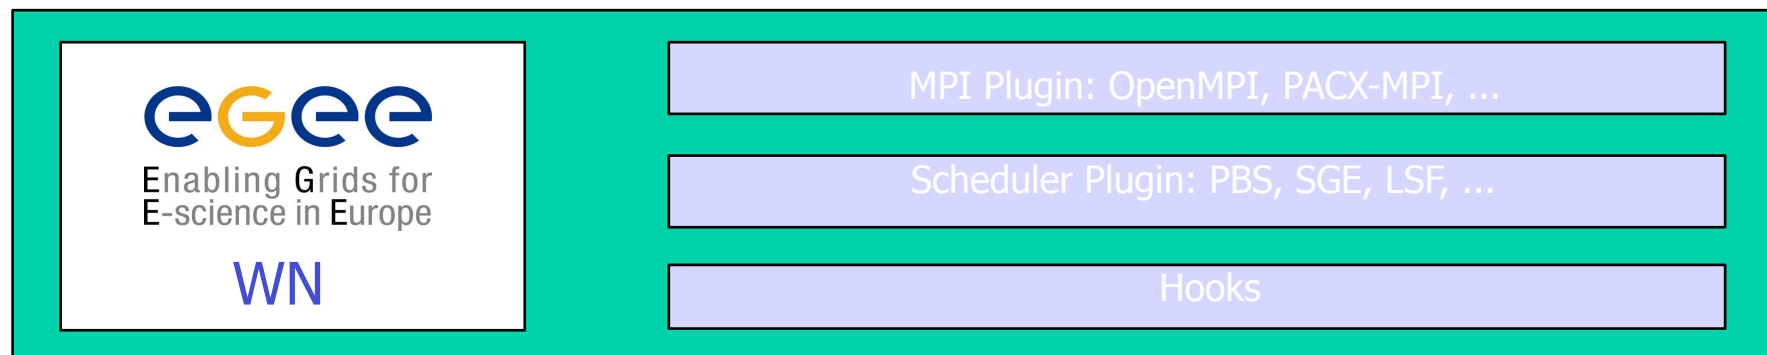 eGee
Enabling Grids for
E-science in Europe
WN
MPI Plugin: OpenMPI, PACX-MPI, ...
Scheduler Plugin: PBS, SGE, LSF, ...
Hooks